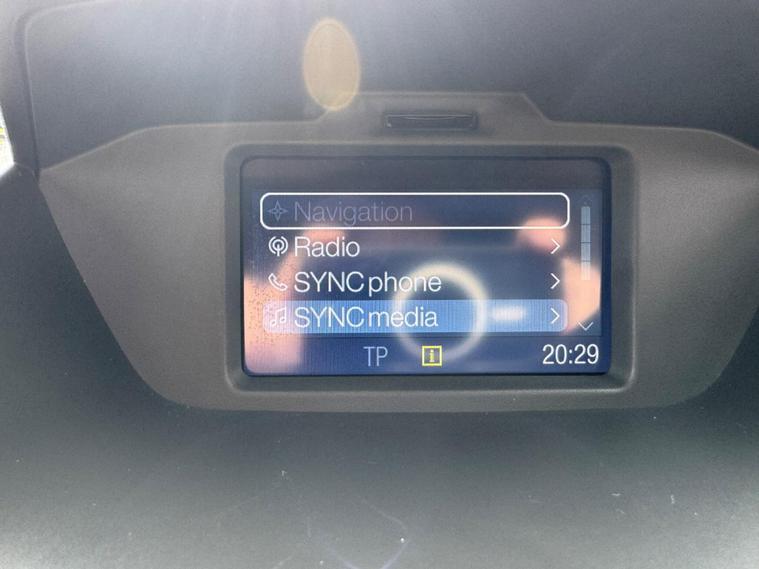 Navigation
Radio
SYNC phone
SYNC media
TP i 20:29